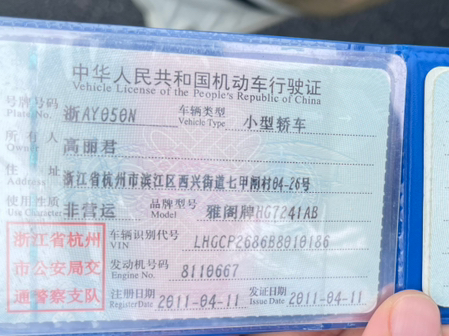 中华人民共和国机动车行驶证
Vehicle License of the People's Republic of China
号牌号码 浙AY050N 车辆类型 小型轿车
Plate No. Vehicle Type
所有人 高丽君
Owner
住址 浙江省杭州市滨江区西兴街道七甲闸村04-26号
Address
使用性质 非营运 品牌型号 雅阁牌HG7241AB
Use Character Model
浙江省杭州
市公安局交
通警察支队
车辆识别代号 LHGCP2686B8010186
VIN
发动机号码 8110667
Engine No.
注册日期 2011-04-11 发证日期 2011-04-11
Register Date Issue Date